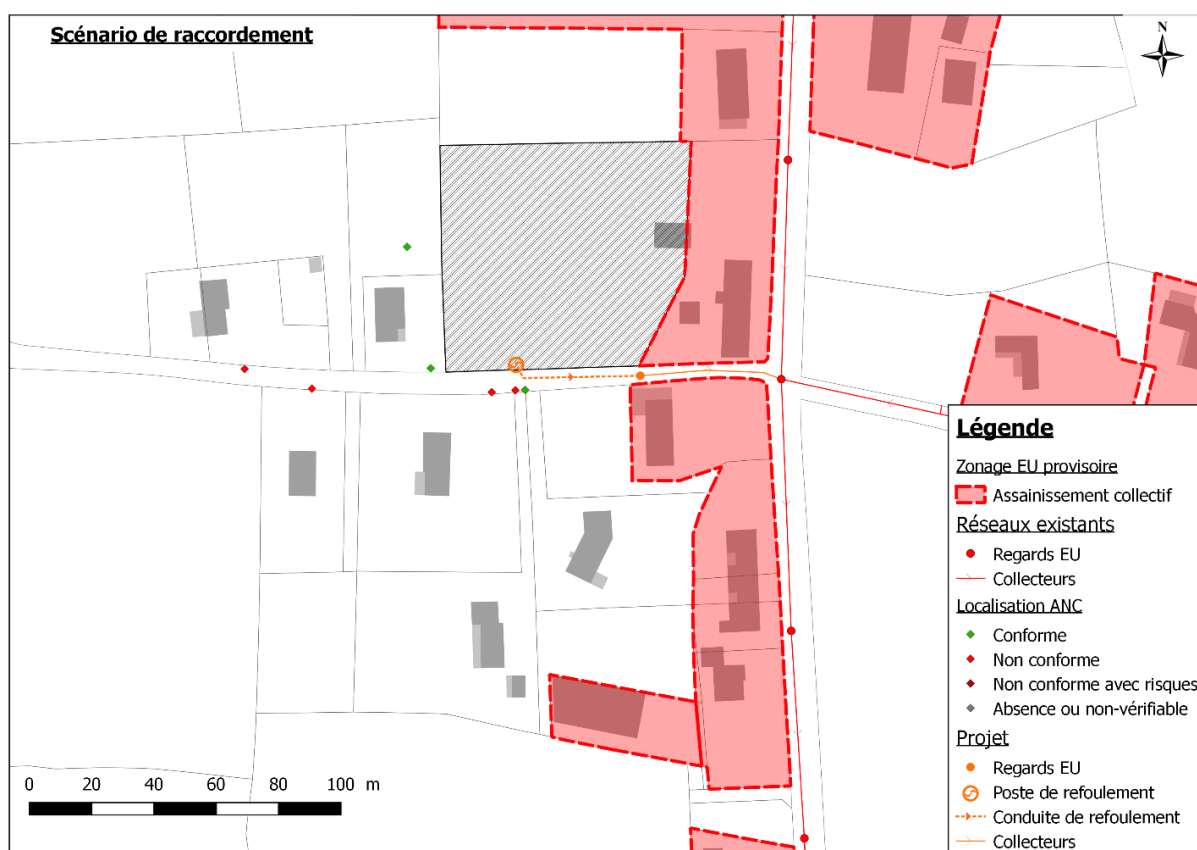 Scénario de raccordement
N
Légende
Zonage EU provisoire
Assainissement collectif
Réseaux existants
Regards EU
Collecteurs
Localisation ANC
Conforme
Non conforme
Non conforme avec risques
Absence ou non-vérifiable
Projet
Regards EU
Poste de refoulement
Conduite de refoulement
Collecteurs
0 20 40 60 80 100 m